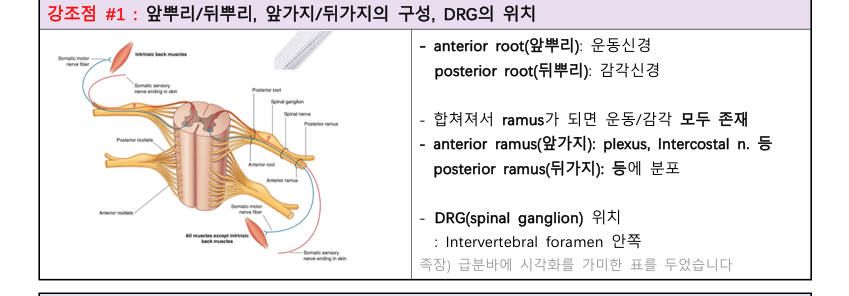 강조점 #1 : 앞뿌리/뒤뿌리, 앞가지/뒤가지의 구성, DRG의 위치
Somatic motor
nerve fiber
Intrinsic back muscles
Somatic sensory
nerve ending in skin
Posterior root
Spinal ganglion
Spinal nerve
Posterior ramus
Posterior rootlets
Anterior root
Anterior ramus
Anterior rootlets
Somatic motor
nerve fiber
All muscles except intrinsic
back muscles
Somatic sensory
nerve ending in skin
- anterior root(앞뿌리): 운동신경
posterior root(뒤뿌리): 감각신경
- 합쳐져서 ramus가 되면 운동/감각 모두 존재
- anterior ramus(앞가지): plexus, Intercostal n. 등
posterior ramus(뒤가지): 등에 분포
- DRG(spinal ganglion) 위치
: Intervertebral foramen 안쪽
족장) 급분바에 시각화를 가미한 표를 두었습니다